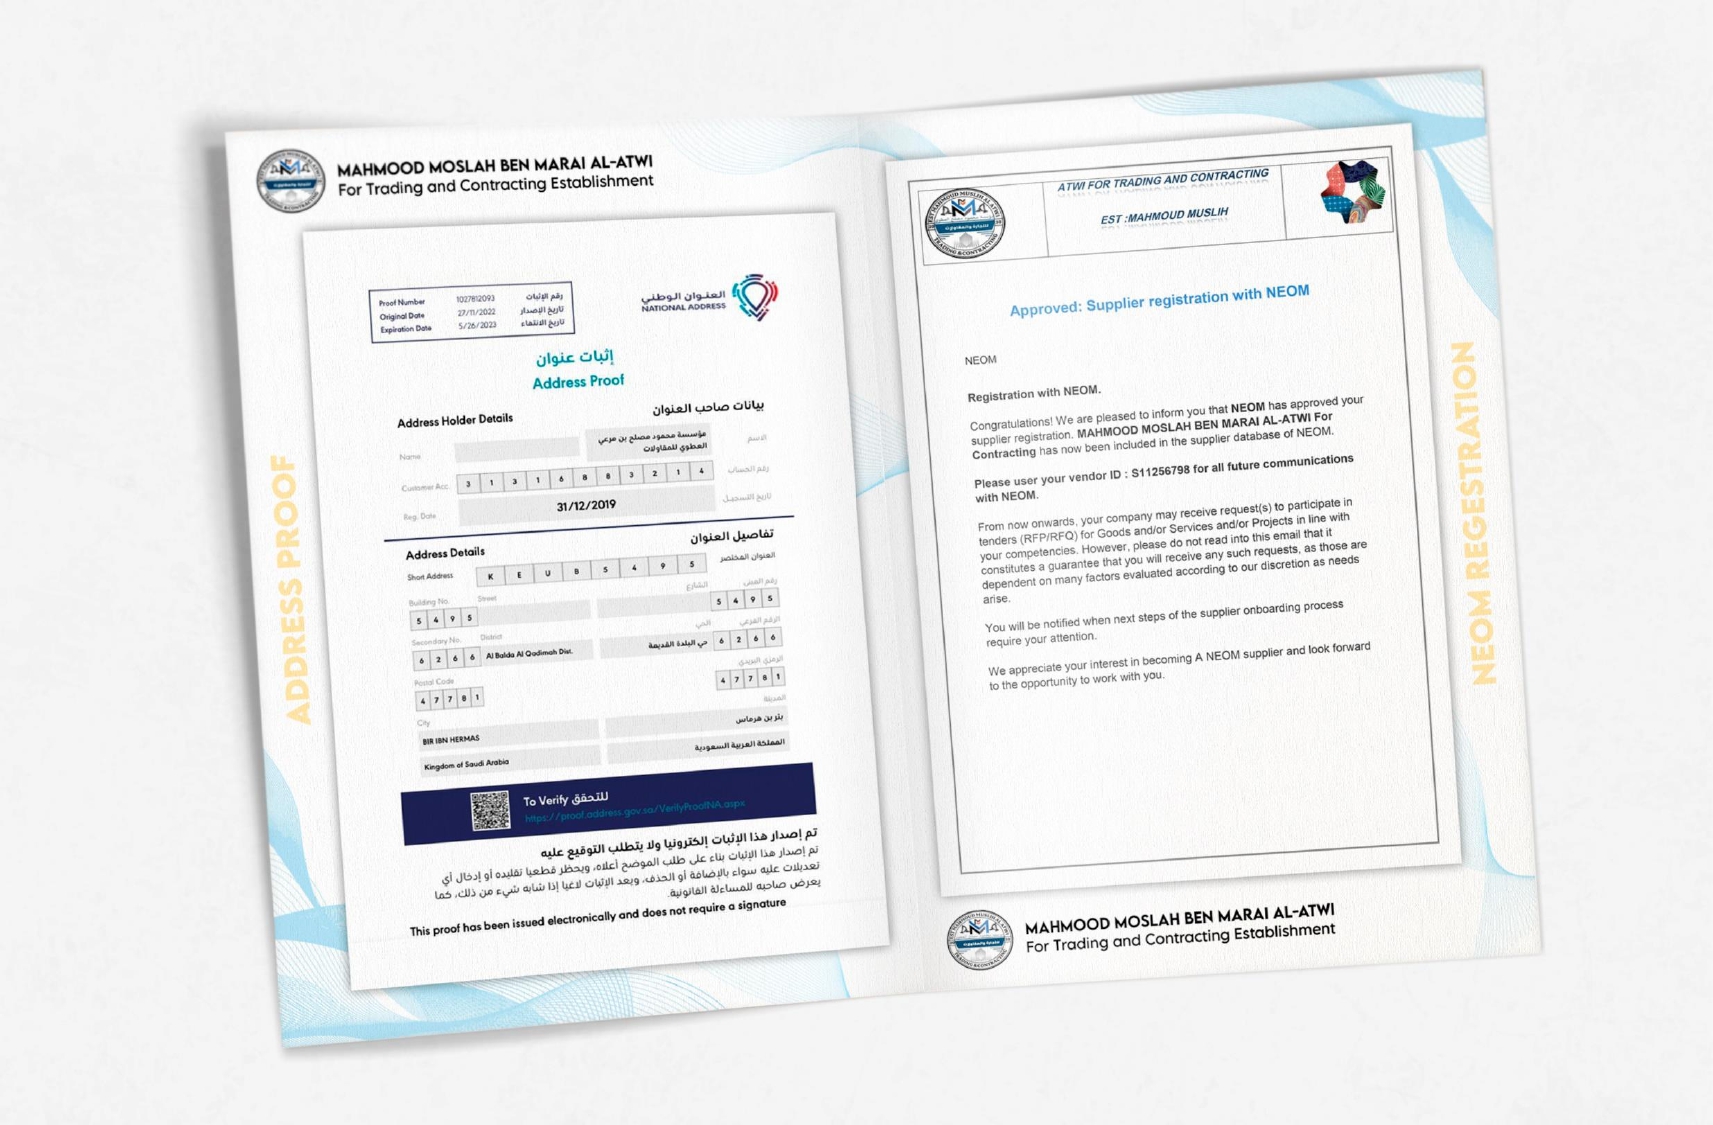 MAHMOOD MOSLAH BEN MARAI AL-ATWI
For Trading and Contracting Establishment
ADDRESS PROOF
Proof Number 1027812093 رقم الإثبات
Original Date 27/11/2022 تاريخ الإصدار
Expiration Date 5/26/2023 تاريخ الانتهاء
العنوان الوطني
NATIONAL ADDRESS
إثبات عنوان
Address Proof
Address Holder Details بيانات صاحب العنوان
Name مؤسسة محمود مصلح بن مرعي الاسم
العطوي للمقاولات
Customer Acc. 3 1 3 1 6 8 8 3 2 1 4 رقم الحساب
Reg. Date 31/12/2019 تاريخ التسجيل
Address Details تفاصيل العنوان
Short Address K E U B 5 4 9 5 العنوان المختصر
Building No. Street الشارع رقم المبنى
5 4 9 5 5 4 9 5
Secondary No. District الحي الرقم الفرعي
6 2 6 6 Al Balda Al Qadimah Dist. حي البلدة القديمة 6 2 6 6
Postal Code الرمز البريدي
4 7 7 8 1 4 7 7 8 1
City المدينة
BIR IBN HERMAS بئر بن هرماس
Kingdom of Saudi Arabia المملكة العربية السعودية
To Verify للتحقق
https://proof.address.gov.sa/VerifyProofNA.aspx
تم إصدار هذا الإثبات إلكترونيا ولا يتطلب التوقيع عليه
تم إصدار هذا الإثبات بناء على طلب الموضح أعلاه، ويحظر قطعيا تقليده أو إدخال أي
تعديلات عليه سواء بالإضافة أو الحذف، ويعد الإثبات لاغيا إذا شابه شيء من ذلك، كما
يعرض صاحبه للمساءلة القانونية.
This proof has been issued electronically and does not require a signature
ATWI FOR TRADING AND CONTRACTING
EST :MAHMOUD MUSLIH
Approved: Supplier registration with NEOM
NEOM
Registration with NEOM.
Congratulations! We are pleased to inform you that NEOM has approved your
supplier registration. MAHMOOD MOSLAH BEN MARAI AL-ATWI For
Contracting has now been included in the supplier database of NEOM.
Please user your vendor ID : S11256798 for all future communications
with NEOM.
From now onwards, your company may receive request(s) to participate in
tenders (RFP/RFQ) for Goods and/or Services and/or Projects in line with
your competencies. However, please do not read into this email that it
constitutes a guarantee that you will receive any such requests, as those are
dependent on many factors evaluated according to our discretion as needs
arise.
You will be notified when next steps of the supplier onboarding process
require your attention.
We appreciate your interest in becoming A NEOM supplier and look forward
to the opportunity to work with you.
NEOM REGESTRATION
MAHMOOD MOSLAH BEN MARAI AL-ATWI
For Trading and Contracting Establishment